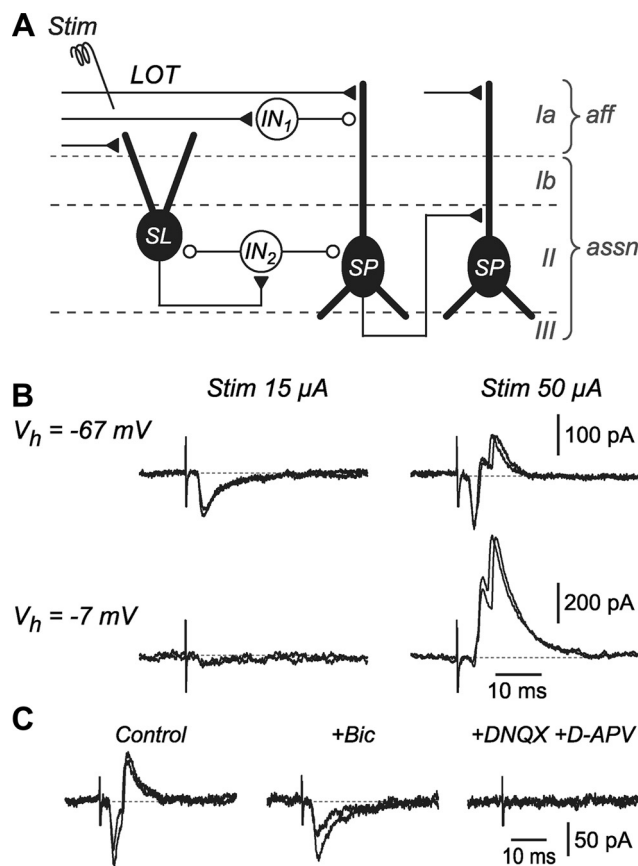 A
Stim
LOT
Ia
aff
IN1
Ib
SL
IN2
SP
SP
II
assn
III
B
Stim 15 µA
Stim 50 µA
Vh = -67 mV
100 pA
Vh = -7 mV
200 pA
10 ms
C
Control
+Bic
+DNQX +D-APV
10 ms
50 pA